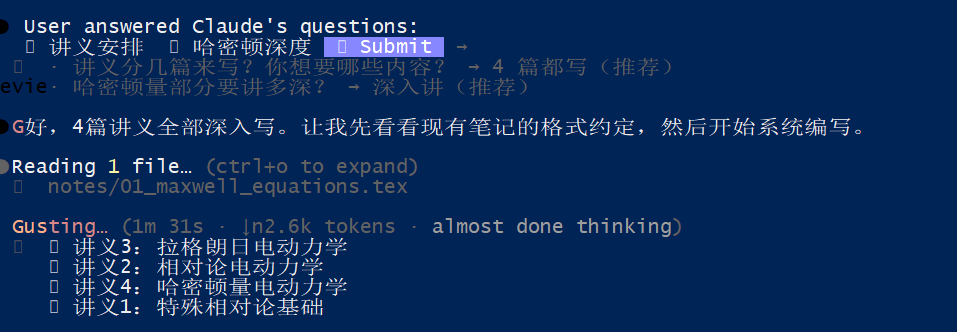 ● User answered Claude's questions:
讲义安排 哈密顿深度 Submit →
· 讲义分几篇来写？你想要哪些内容？ → 4 篇都写（推荐）
evie· 哈密顿量部分要讲多深？ → 深入讲（推荐）
●G好，4篇讲义全部深入写。让我先看看现有笔记的格式约定，然后开始系统编写。
●Reading 1 file… (ctrl+o to expand)
notes/01_maxwell_equations.tex
Gusting… (1m 31s · ↓n2.6k tokens · almost done thinking)
讲义3：拉格朗日电动力学
讲义2：相对论电动力学
讲义4：哈密顿量电动力学
讲义1：特殊相对论基础